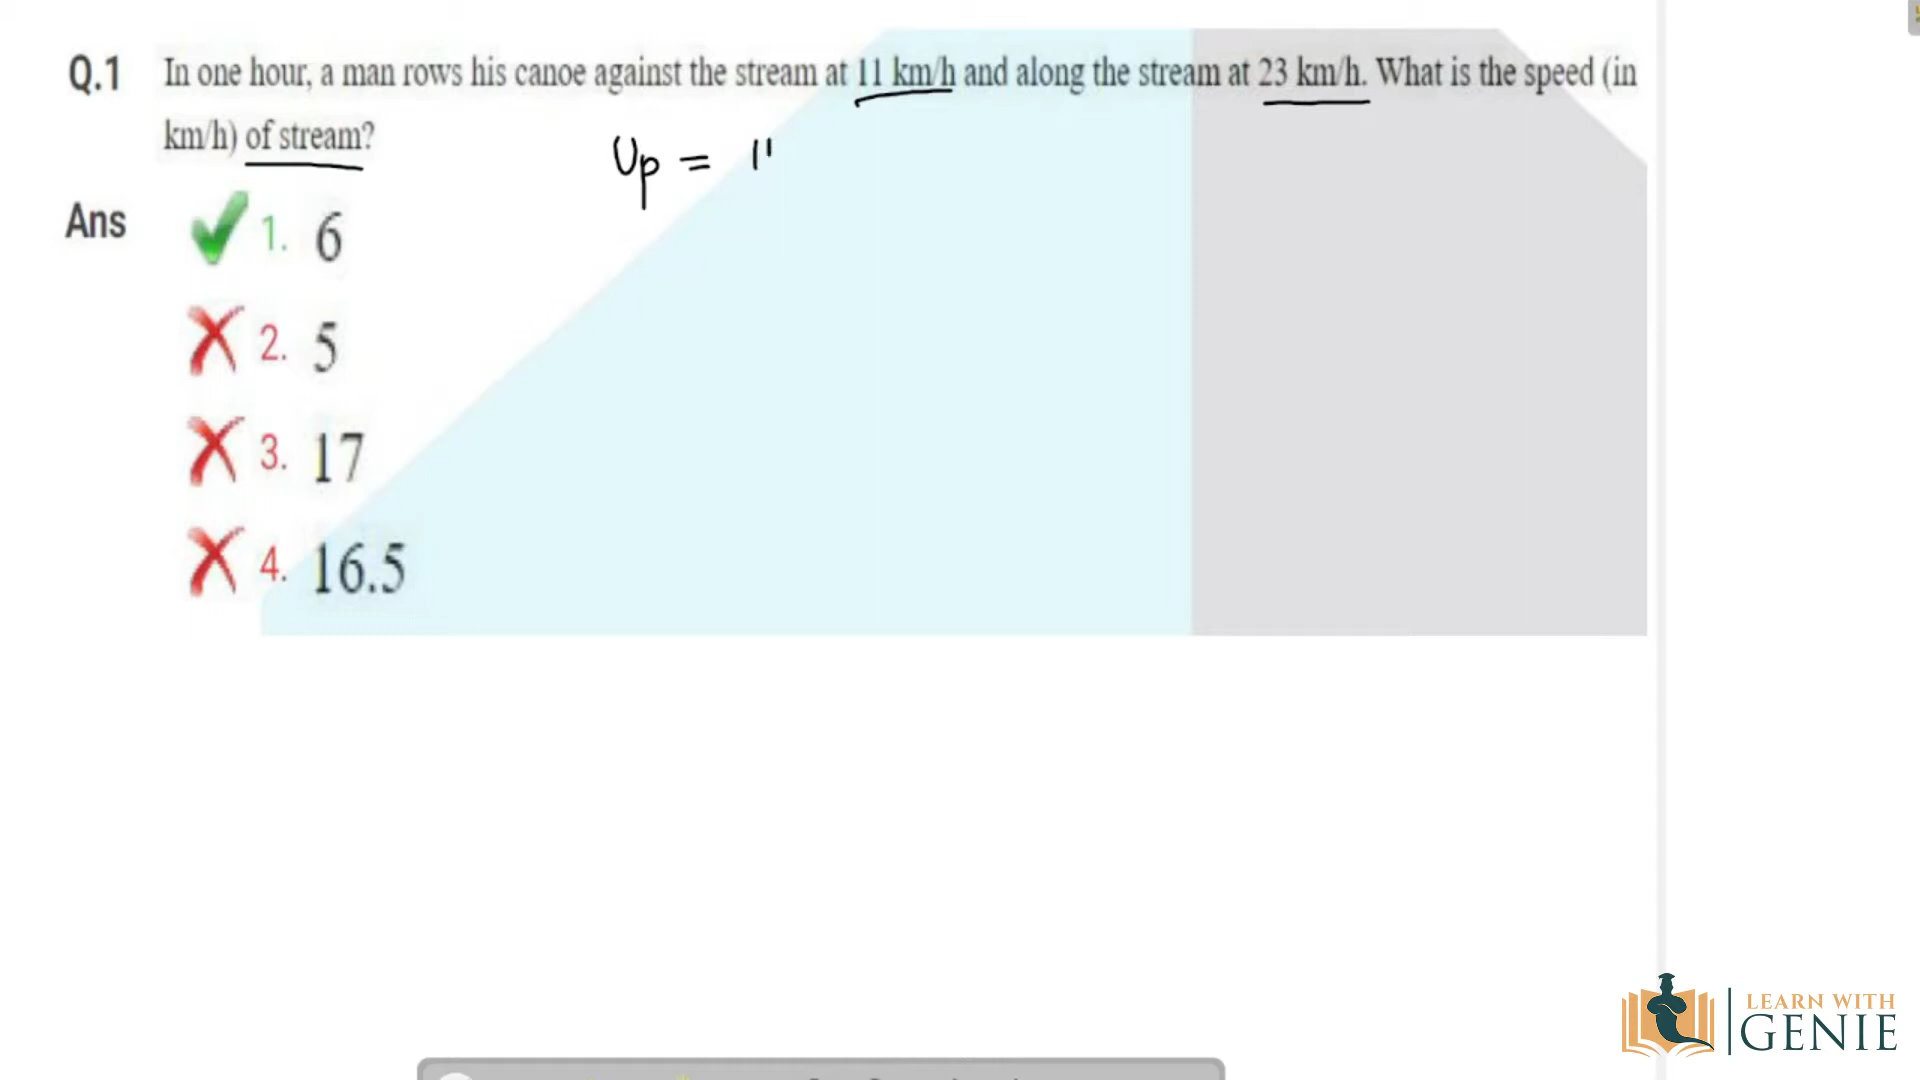 Q.1 In one hour, a man rows his canoe against the stream at 11 km/h and along the stream at 23 km/h. What is the speed (in
km/h) of stream?
Up = 11
Ans 1. 6
2. 5
3. 17
4. 16.5
LEARN WITH
GENIE